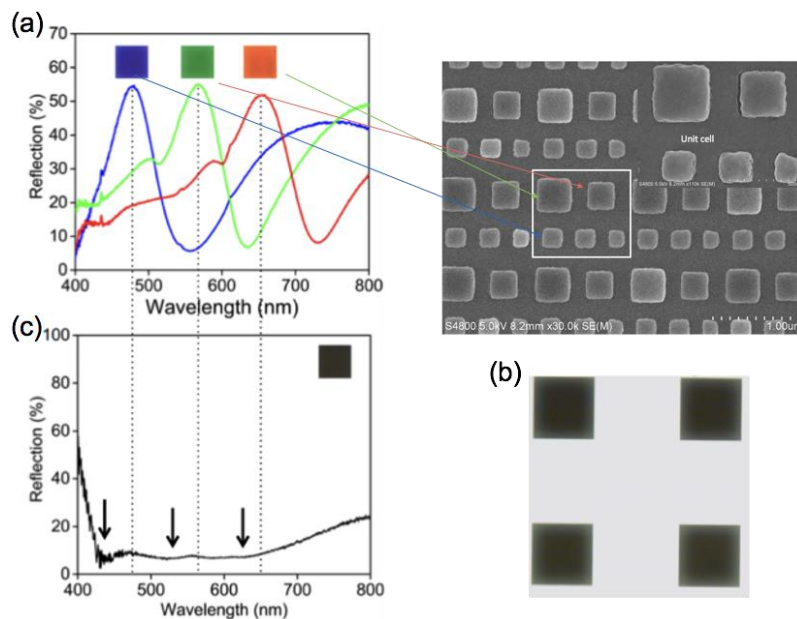 (a)
70
60
50
40
30
20
10
0
Reflection (%)
400 500 600 700 800
Wavelength (nm)
Unit cell
S4800 5.0kV 8.2mm x30.0k SE(M)
1.00um
(c)
100
80
60
40
20
0
Reflection (%)
400 500 600 700 800
Wavelength (nm)
(b)